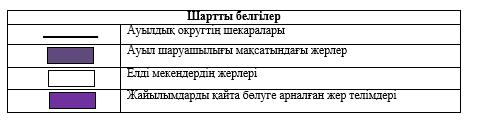 Шартты белгілер
Ауылдық округтің шекаралары
Ауыл шаруашылығы мақсатындағы жерлер
Елді мекендердің жерлері
Жайылымдарды қайта бөлуге арналған жер телімдері